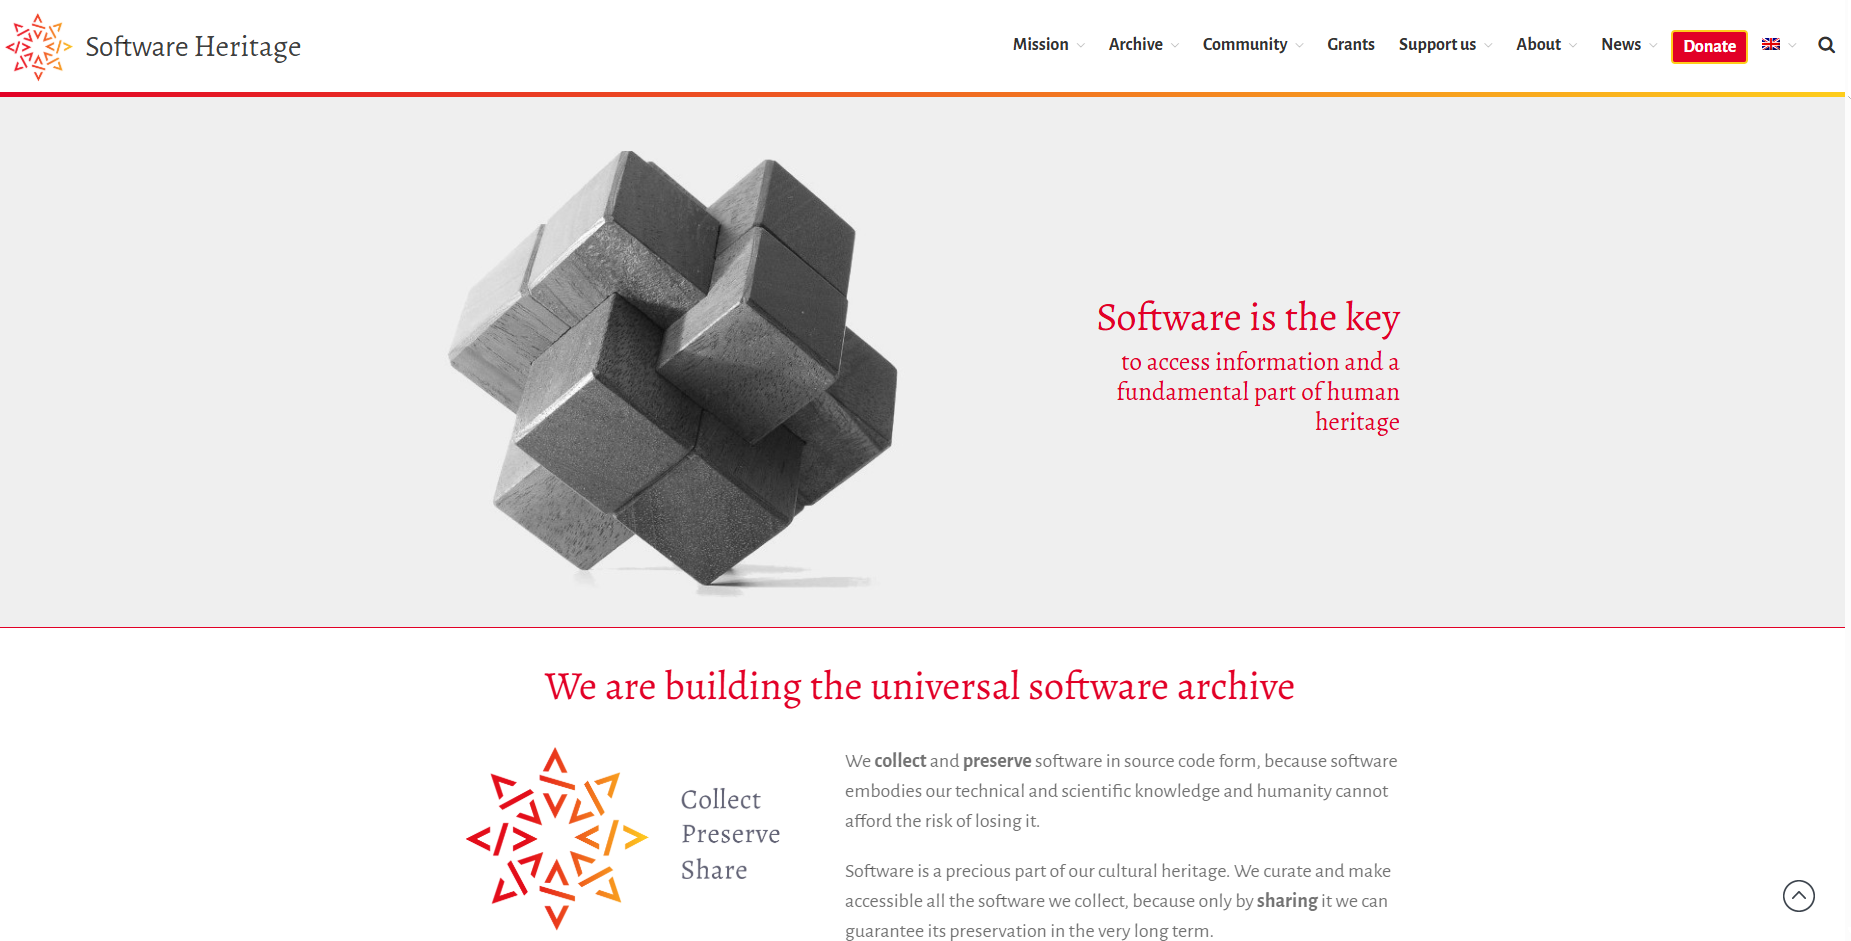 Software Heritage
Mission Archive Community Grants Support us About News Donate
Software is the key
to access information and a
fundamental part of human
heritage
We are building the universal software archive
Collect
Preserve
Share
We collect and preserve software in source code form, because software
embodies our technical and scientific knowledge and humanity cannot
afford the risk of losing it.
Software is a precious part of our cultural heritage. We curate and make
accessible all the software we collect, because only by sharing it we can
guarantee its preservation in the very long term.